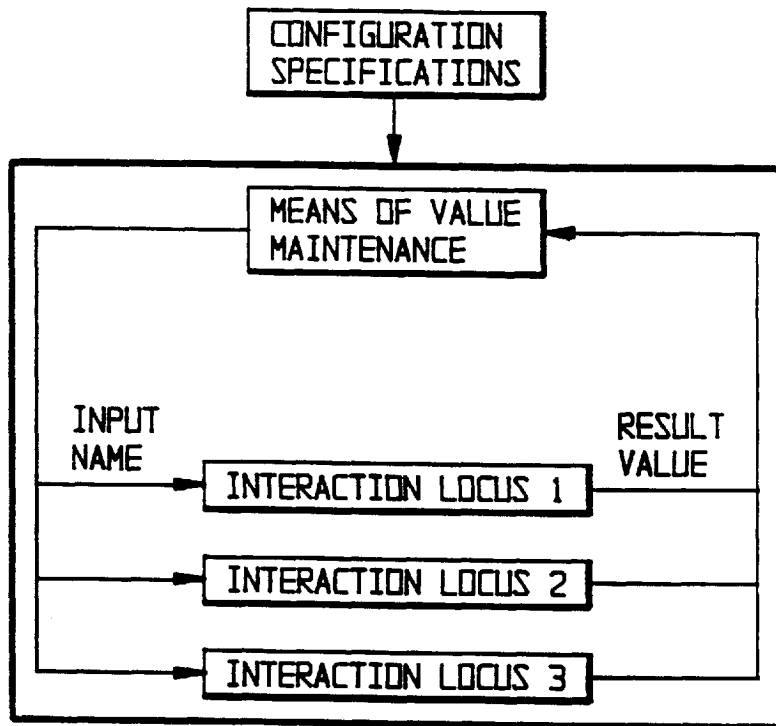 CONFIGURATION
SPECIFICATIONS
MEANS OF VALUE
MAINTENANCE
INPUT
NAME
RESULT
VALUE
INTERACTION LOCUS 1
INTERACTION LOCUS 2
INTERACTION LOCUS 3